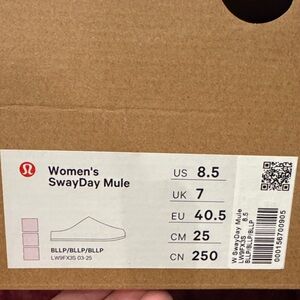 Women's
SwayDay Mule
BLLP/BLLP/BLLP
LW9FX3S 03-25
US 8.5
UK 7
EU 40.5
CM 25
CN 250
W SwayDay Mule
LW9FX3S 8.5
BLLP/BLLP/BLLP
000156700905